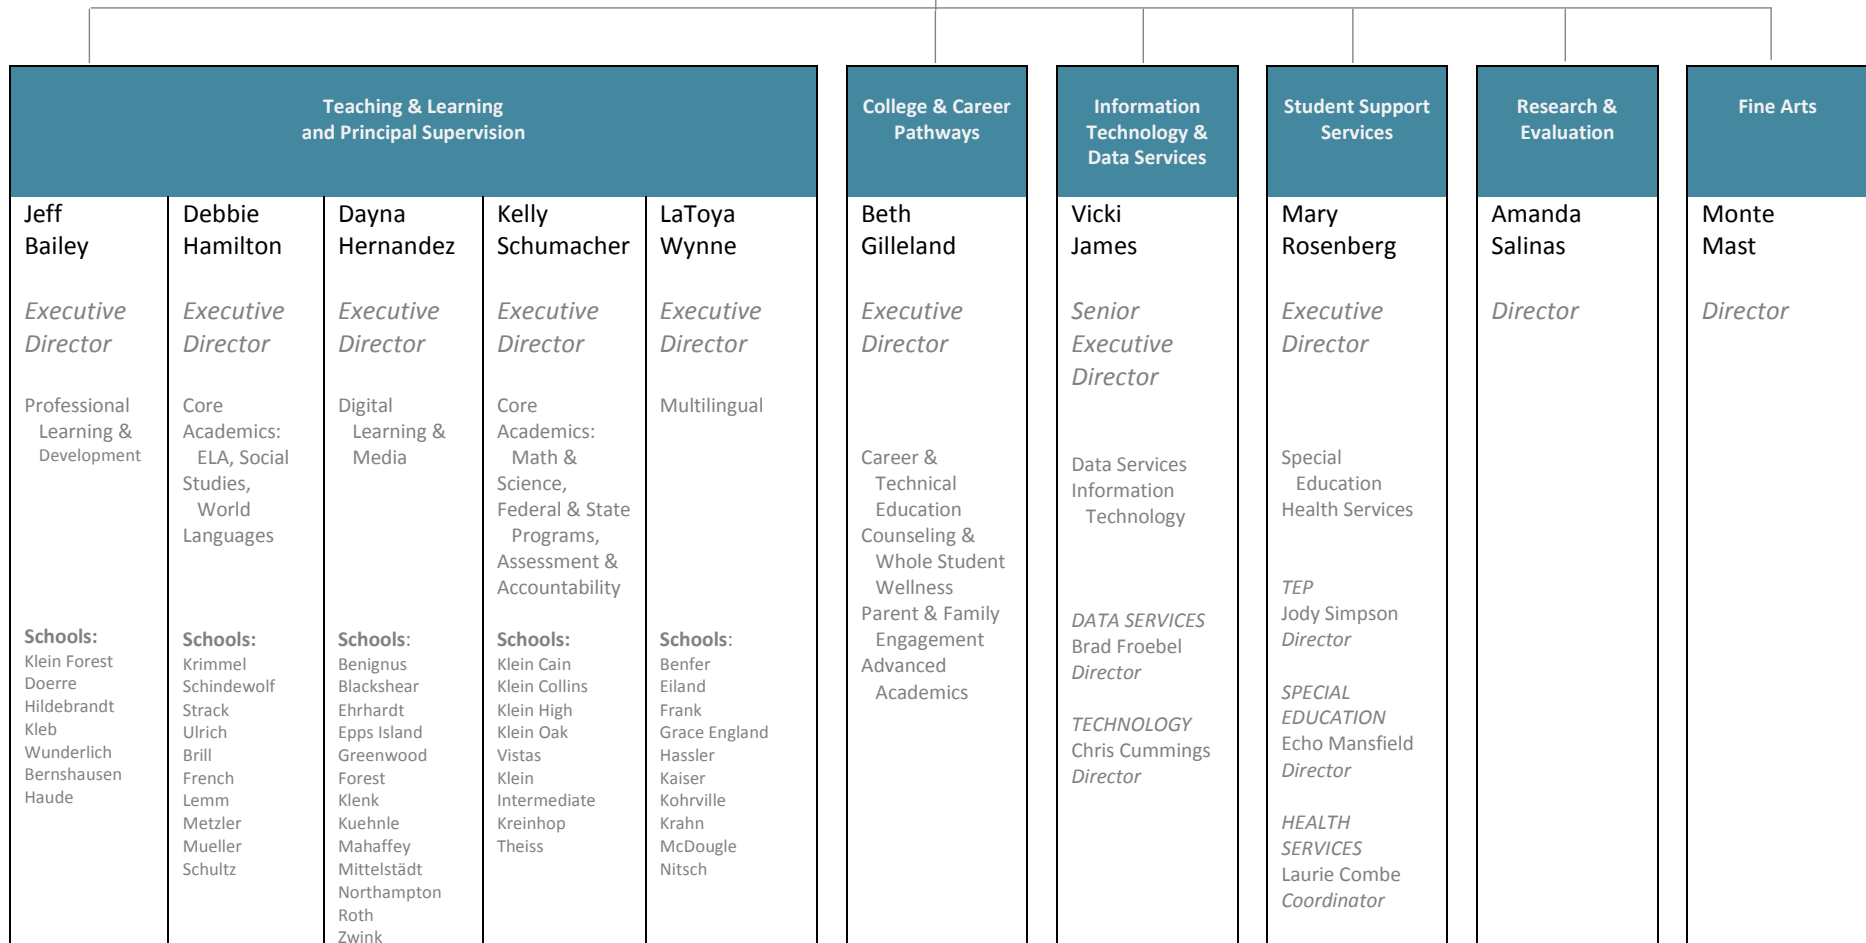 Teaching & Learning
and Principal Supervision
Jeff
Bailey
Executive
Director
Professional
Learning &
Development
Schools:
Klein Forest
Doerre
Hildebrandt
Kleb
Wunderlich
Bernshausen
Haude
Debbie
Hamilton
Executive
Director
Core
Academics:
ELA, Social
Studies,
World
Languages
Schools:
Krimmel
Schindewolf
Strack
Ulrich
Brill
French
Lemm
Metzler
Mueller
Schultz
Dayna
Hernandez
Executive
Director
Digital
Learning &
Media
Schools:
Benignus
Blackshear
Ehrhardt
Epps Island
Greenwood
Forest
Klenk
Kuehnle
Mahaffey
Mittelstädt
Northampton
Roth
Zwink
Kelly
Schumacher
Executive
Director
Core
Academics:
Math &
Science,
Federal & State
Programs,
Assessment &
Accountability
Schools:
Klein Cain
Klein Collins
Klein High
Klein Oak
Vistas
Klein
Intermediate
Kreinhop
Theiss
LaToya
Wynne
Executive
Director
Multilingual
Schools:
Benfer
Eiland
Frank
Grace England
Hassler
Kaiser
Kohrville
Krahn
McDougle
Nitsch
College & Career
Pathways
Beth
Gilleland
Executive
Director
Career &
Technical
Education
Counseling &
Whole Student
Wellness
Parent & Family
Engagement
Advanced
Academics
Information
Technology &
Data Services
Vicki
James
Senior
Executive
Director
Data Services
Information
Technology
DATA SERVICES
Brad Froebel
Director
TECHNOLOGY
Chris Cummings
Director
Student Support
Services
Mary
Rosenberg
Executive
Director
Special
Education
Health Services
TEP
Jody Simpson
Director
SPECIAL
EDUCATION
Echo Mansfield
Director
HEALTH
SERVICES
Laurie Combe
Coordinator
Research &
Evaluation
Amanda
Salinas
Director
Fine Arts
Monte
Mast
Director